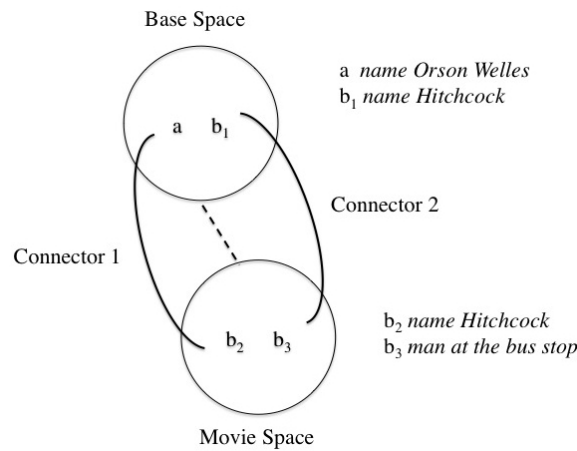 Base Space
a name Orson Welles
b₁ name Hitchcock
a b₁
Connector 2
Connector 1
b₂ name Hitchcock
b₃ man at the bus stop
b₂ b₃
Movie Space